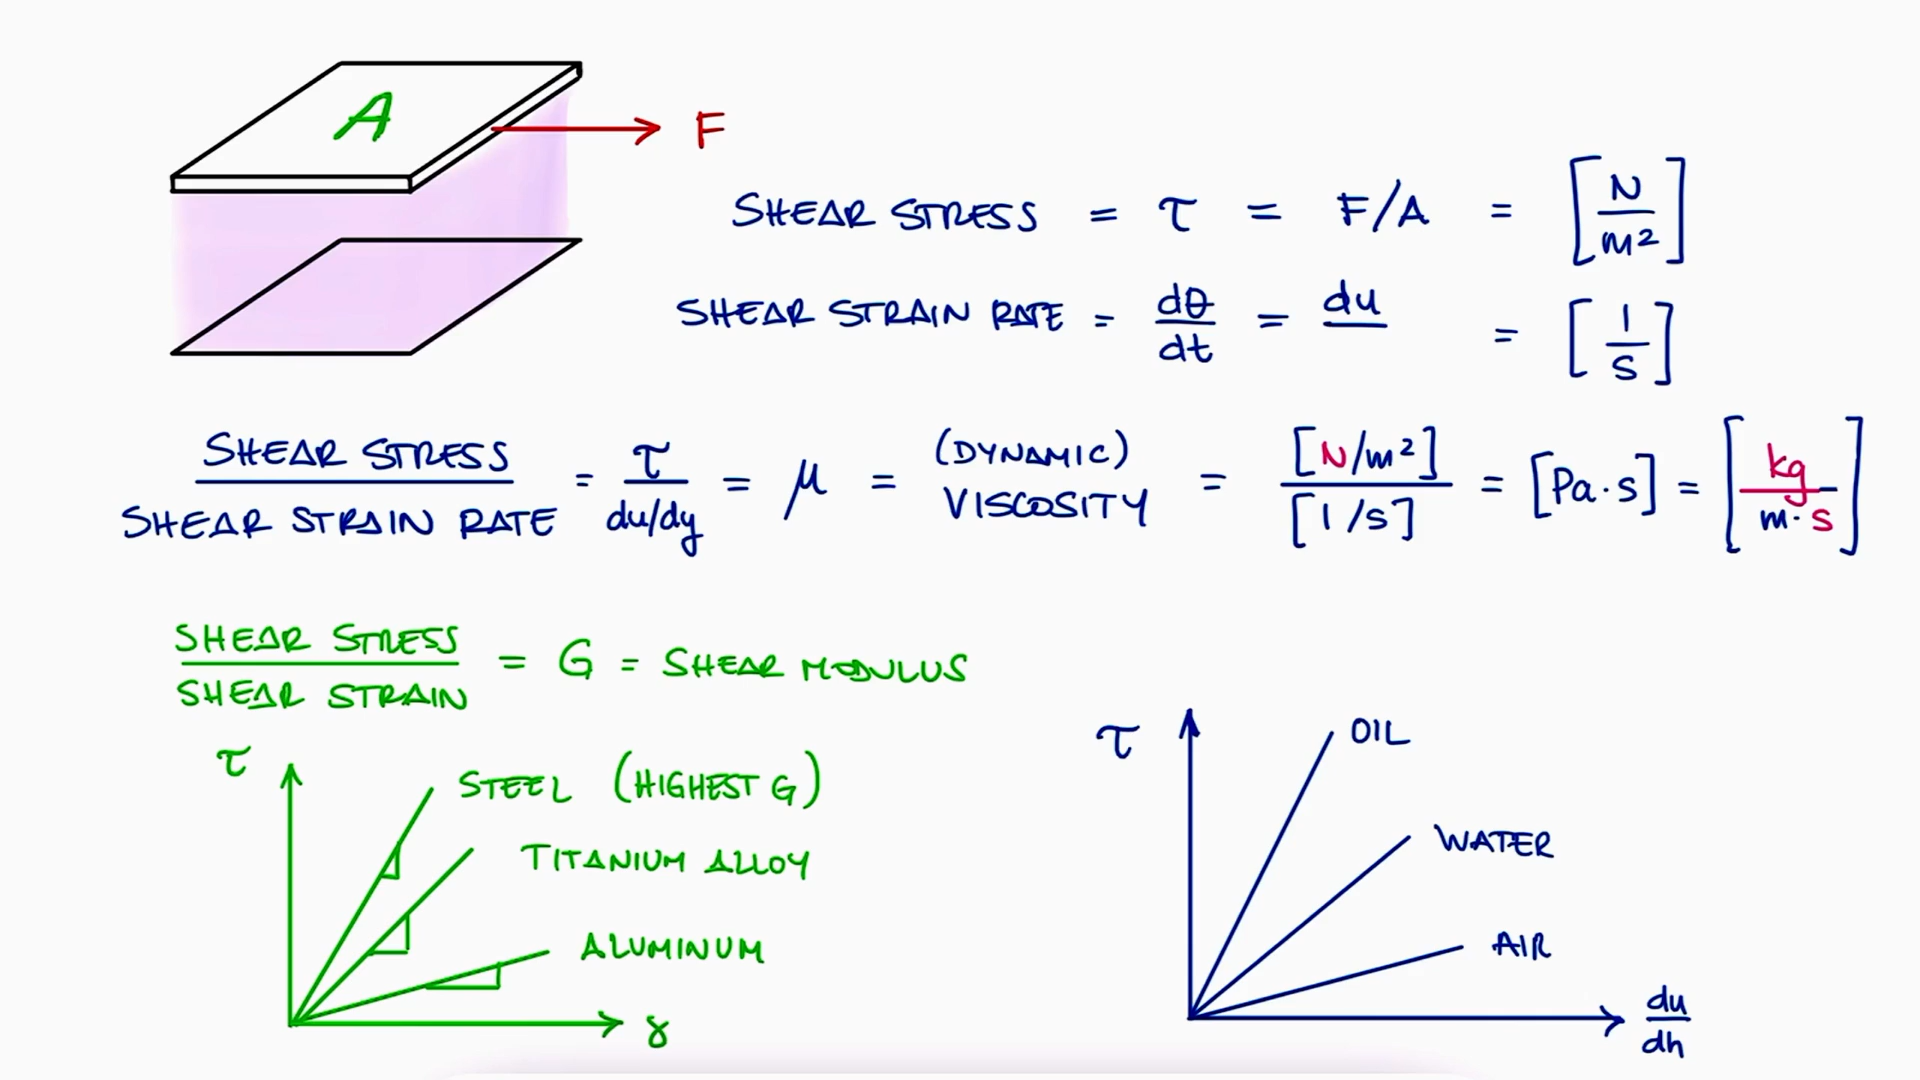 A
F
SHEAR STRESS = τ = F/A = [N/m²]
SHEAR STRAIN RATE = dθ/dt = du/ = [1/s]
SHEAR STRESS/SHEAR STRAIN RATE = τ/(du/dy) = μ = (DYNAMIC) VISCOSITY = [N/m²]/[1/s] = [Pa·s] = [kg/m·s]
SHEAR STRESS/SHEAR STRAIN = G = SHEAR MODULUS
τ
STEEL (HIGHEST G)
TITANIUM ALLOY
ALUMINUM
γ
τ
OIL
WATER
AIR
du/dh